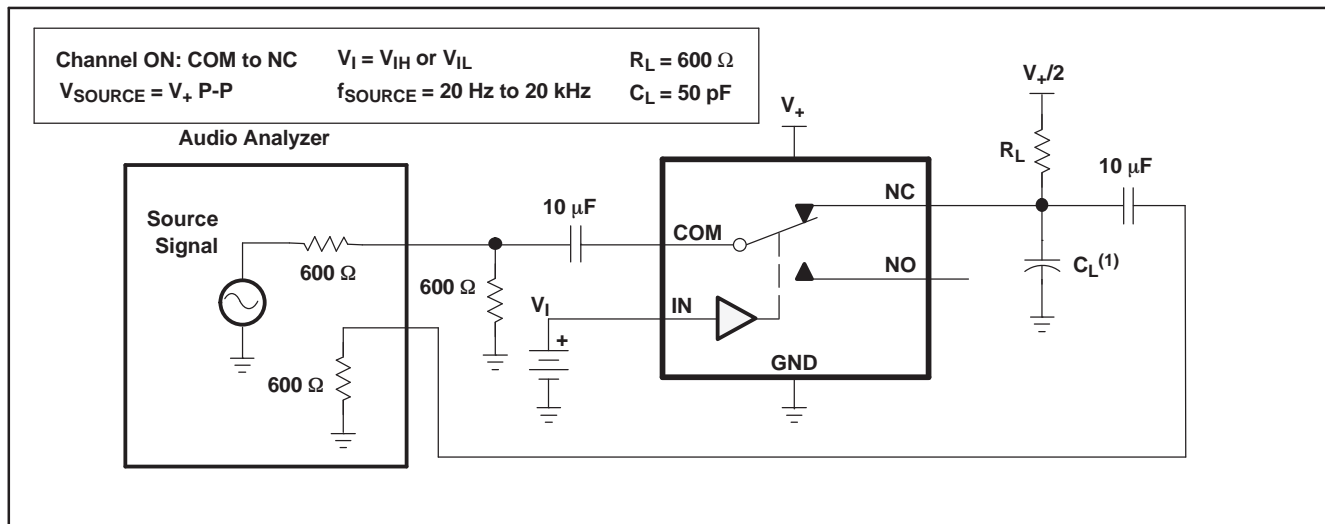 Channel ON: COM to NC
V_I = V_IH or V_IL
R_L = 600 Ω
V_SOURCE = V_+ P-P
f_SOURCE = 20 Hz to 20 kHz
C_L = 50 pF
V_+/2
V_+
Audio Analyzer
R_L
10 μF
NC
Source
Signal
10 μF
COM
600 Ω
NO
C_L(1)
600 Ω
V_I
IN
+
GND
600 Ω